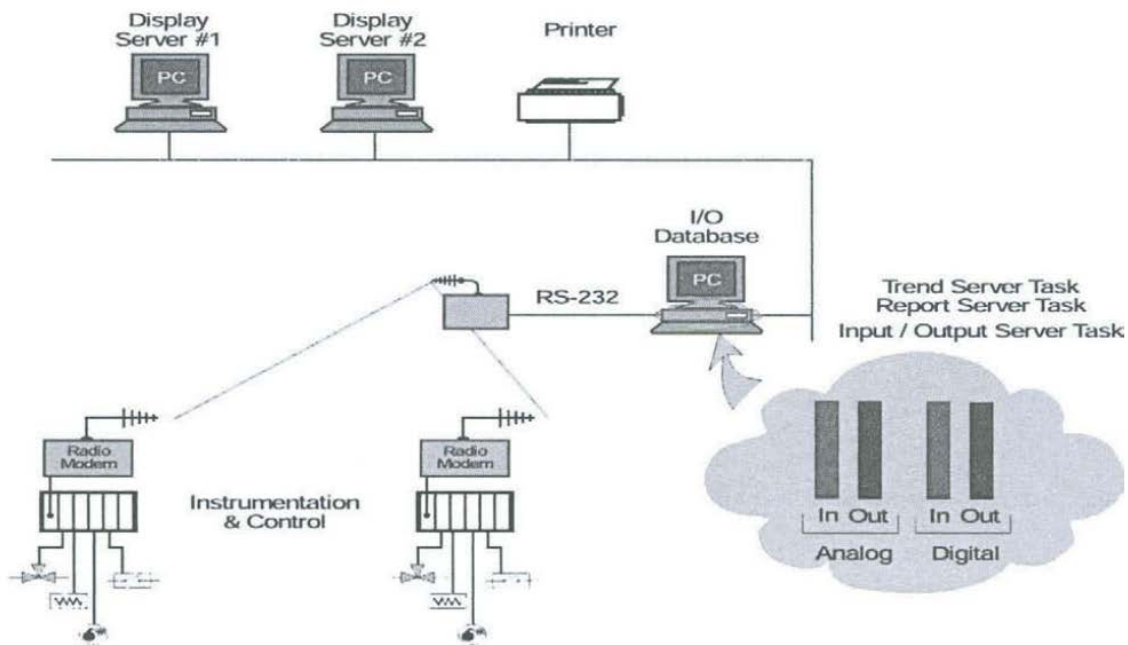 Display
Server #1
Display
Server #2
Printer
PC
PC
I/O
Database
PC
RS-232
Trend Server Task
Report Server Task
Input / Output Server Task
Radio
Modem
Radio
Modem
Instrumentation
& Control
In Out
In Out
Analog
Digital